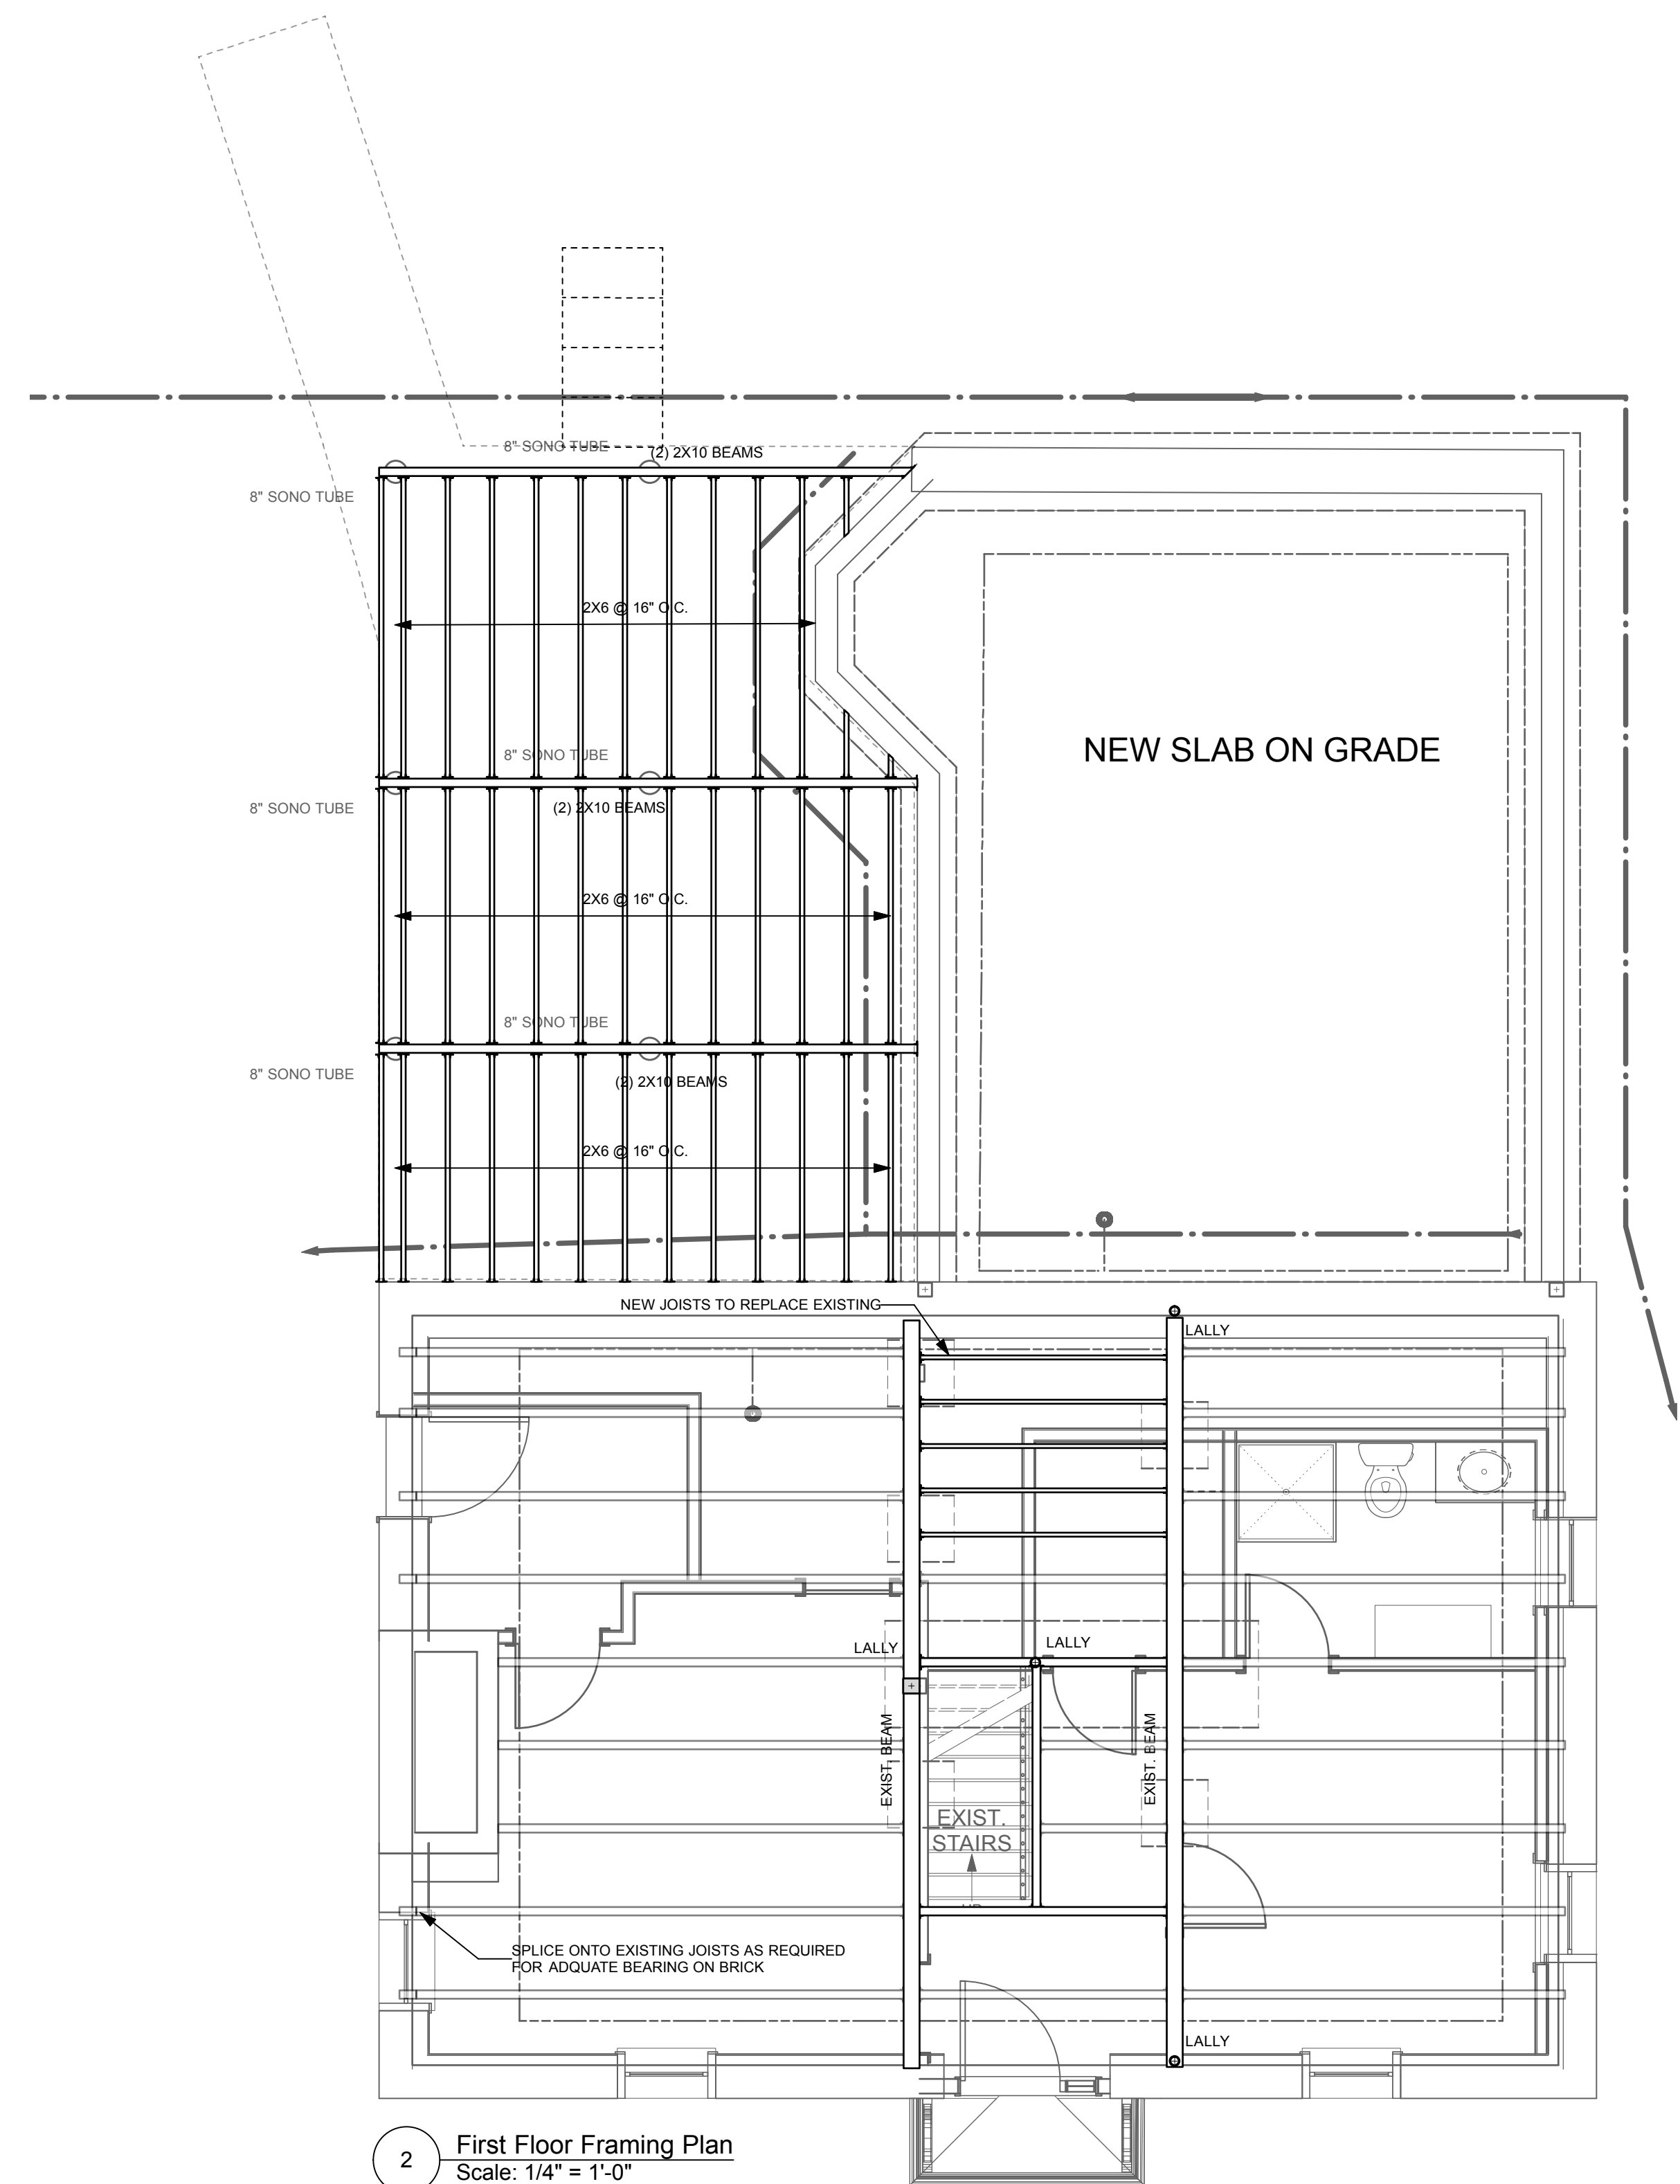 8" SONO TUBE
(2) 2X10 BEAMS
8" SONO TUBE
2X6 @ 16" O.C.
NEW SLAB ON GRADE
8" SONO TUBE
8" SONO TUBE
(2) 2X10 BEAMS
2X6 @ 16" O.C.
8" SONO TUBE
8" SONO TUBE
(2) 2X10 BEAMS
2X6 @ 16" O.C.
NEW JOISTS TO REPLACE EXISTING
LALLY
LALLY
LALLY
EXIST. BEAM
EXIST. BEAM
EXIST.
STAIRS
SPLICE ONTO EXISTING JOISTS AS REQUIRED
FOR ADQUATE BEARING ON BRICK
LALLY
2
First Floor Framing Plan
Scale: 1/4" = 1'-0"